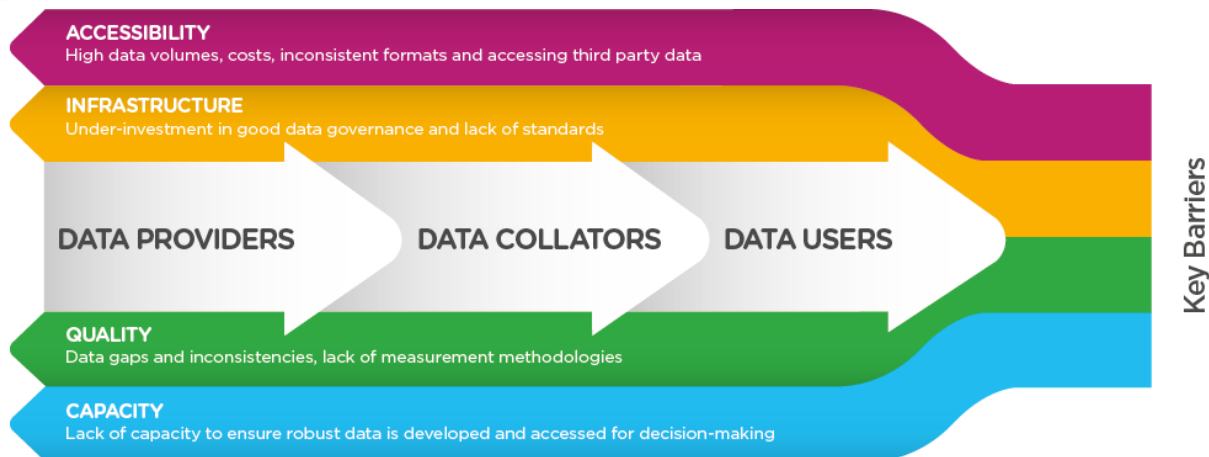 ACCESSIBILITY
High data volumes, costs, inconsistent formats and accessing third party data
INFRASTRUCTURE
Under-investment in good data governance and lack of standards
DATA PROVIDERS
DATA COLLATORS
DATA USERS
QUALITY
Data gaps and inconsistencies, lack of measurement methodologies
CAPACITY
Lack of capacity to ensure robust data is developed and accessed for decision-making
Key Barriers